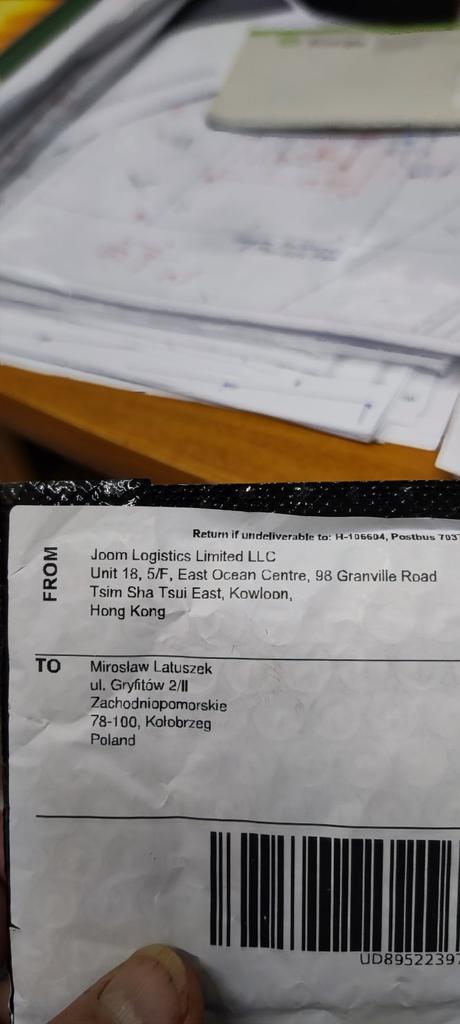 Return if undeliverable to: H-106604, Postbus 703
FROM
Joom Logistics Limited LLC
Unit 18, 5/F, East Ocean Centre, 98 Granville Road
Tsim Sha Tsui East, Kowloon,
Hong Kong
TO
Mirosław Latuszek
ul. Gryfitów 2/II
Zachodniopomorskie
78-100, Kołobrzeg
Poland
UD89522397